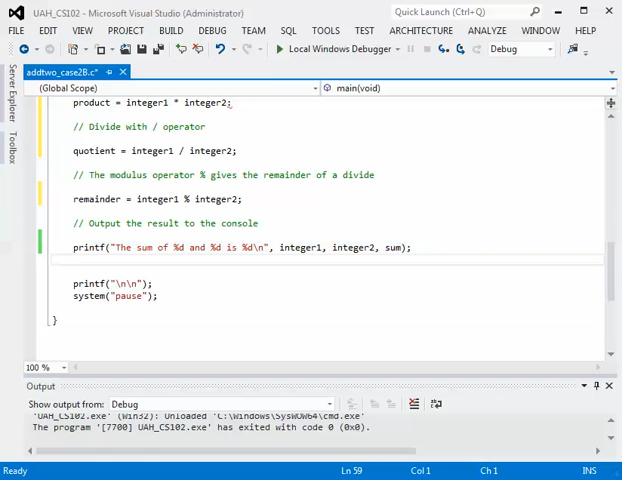 UAH_CS102 - Microsoft Visual Studio (Administrator)
Quick Launch (Ctrl+Q)
FILE EDIT VIEW PROJECT BUILD DEBUG TEAM SQL TOOLS TEST ARCHITECTURE ANALYZE WINDOW HELP
Local Windows Debugger Debug
Server Explorer
Toolbox
addtwo_case2B.c*
(Global Scope) main(void)
product = integer1 * integer2;
// Divide with / operator
quotient = integer1 / integer2;
// The modulus operator % gives the remainder of a divide
remainder = integer1 % integer2;
// Output the result to the console
printf("The sum of %d and %d is %d\n", integer1, integer2, sum);
printf("\n\n");
system("pause");
}
100 %
Output
Show output from: Debug
'UAH_CS102.exe' (Win32): Unloaded 'C:\Windows\SysWOW64\cmd.exe'
The program '[7700] UAH_CS102.exe' has exited with code 0 (0x0).
Ready Ln 59 Col 1 Ch 1 INS